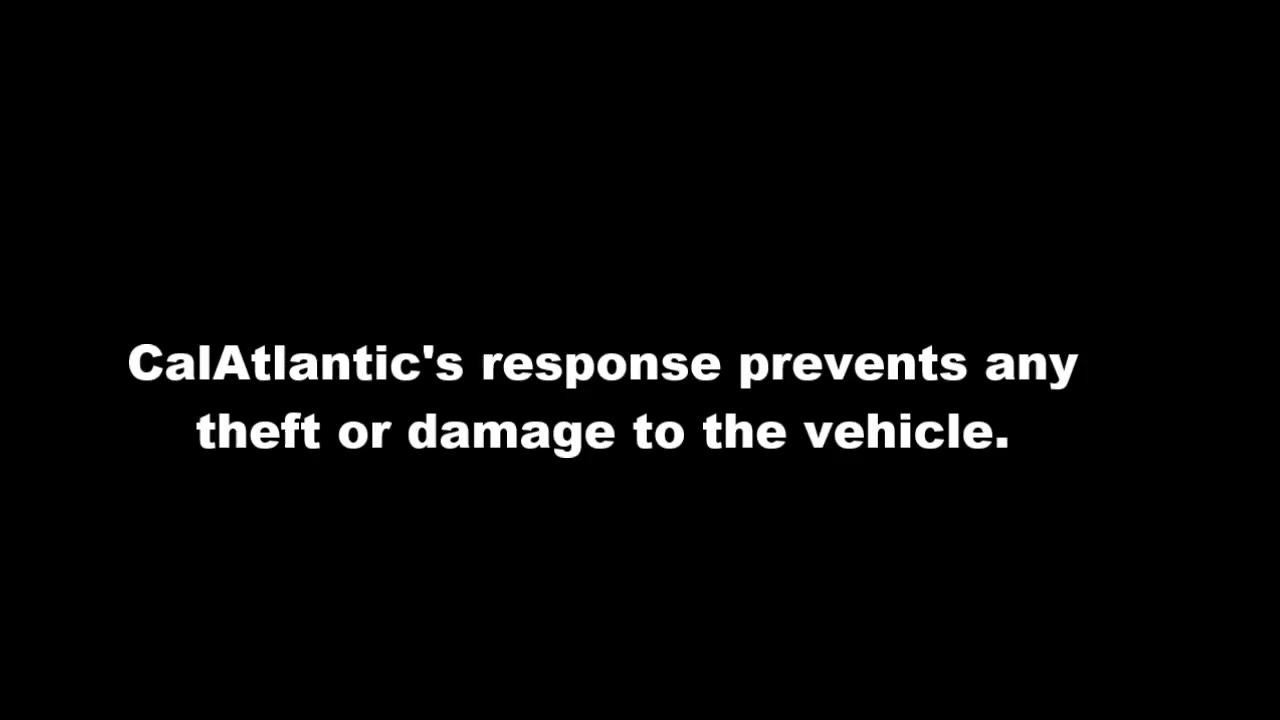 CalAtlantic's response prevents any
theft or damage to the vehicle.